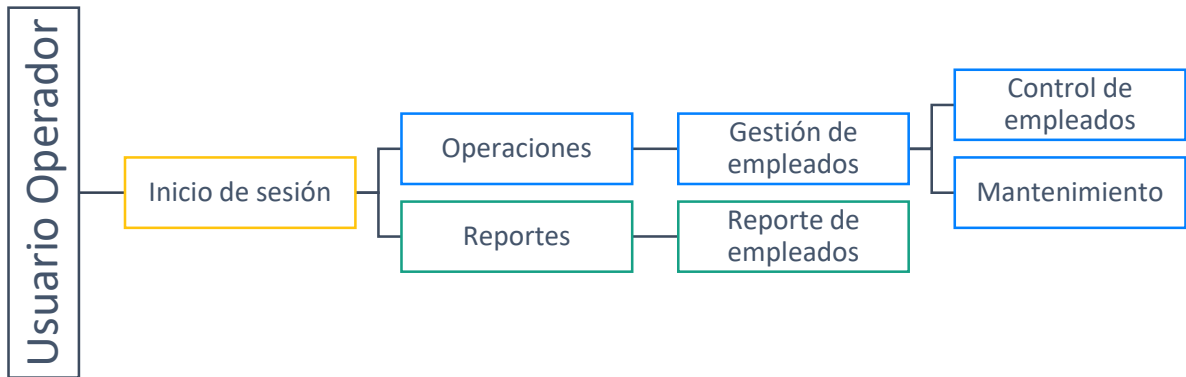 Usuario Operador
Inicio de sesión
Operaciones
Gestión de
empleados
Control de
empleados
Mantenimiento
Reportes
Reporte de
empleados